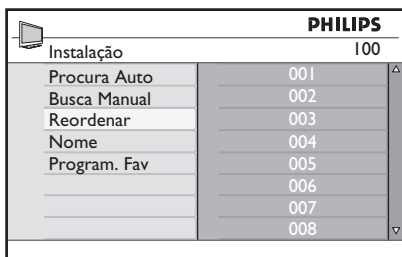 PHILIPS
Instalação 100
Procura Auto 001
Busca Manual 002
Reordenar 003
Nome 004
Program. Fav 005
006
007
008